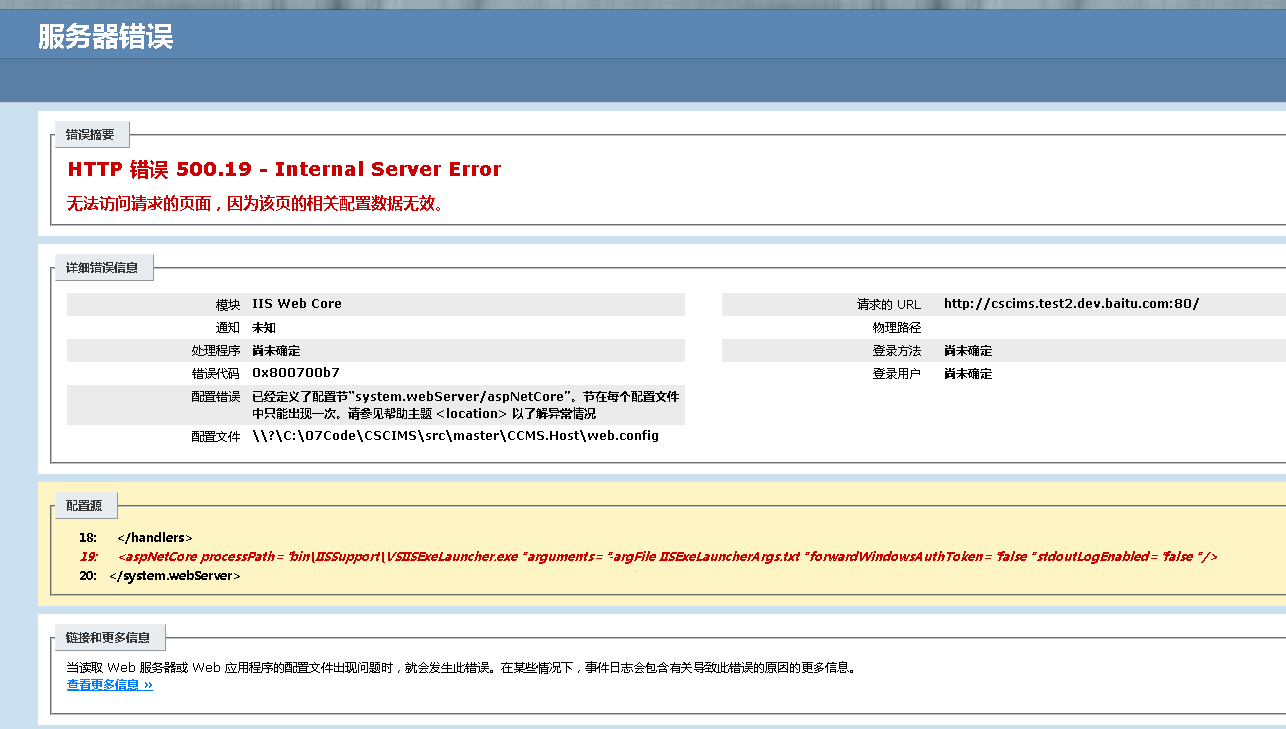 服务器错误
错误摘要
HTTP 错误 500.19 - Internal Server Error
无法访问请求的页面，因为该页的相关配置数据无效。
详细错误信息
模块 IIS Web Core
通知 未知
处理程序 尚未确定
错误代码 0x800700b7
配置错误 已经定义了配置节"system.webServer/aspNetCore"。节在每个配置文件
中只能出现一次。请参见帮助主题 <location> 以了解异常情况
配置文件 \\?\C:\07Code\CSCIMS\src\master\CCMS.Host\web.config
请求的 URL http://cscims.test2.dev.baitu.com:80/
物理路径
登录方法 尚未确定
登录用户 尚未确定
配置源
18: </handlers>
19: <aspNetCore processPath="bin\IISSupport\VSIISExeLauncher.exe" arguments="-argFile IISExeLauncherArgs.txt" forwardWindowsAuthToken="false" stdoutLogEnabled="false"/>
20: </system.webServer>
链接和更多信息
当读取 Web 服务器或 Web 应用程序的配置文件出现问题时，就会发生此错误。在某些情况下，事件日志会包含有关导致此错误的原因的更多信息。
查看更多信息 »